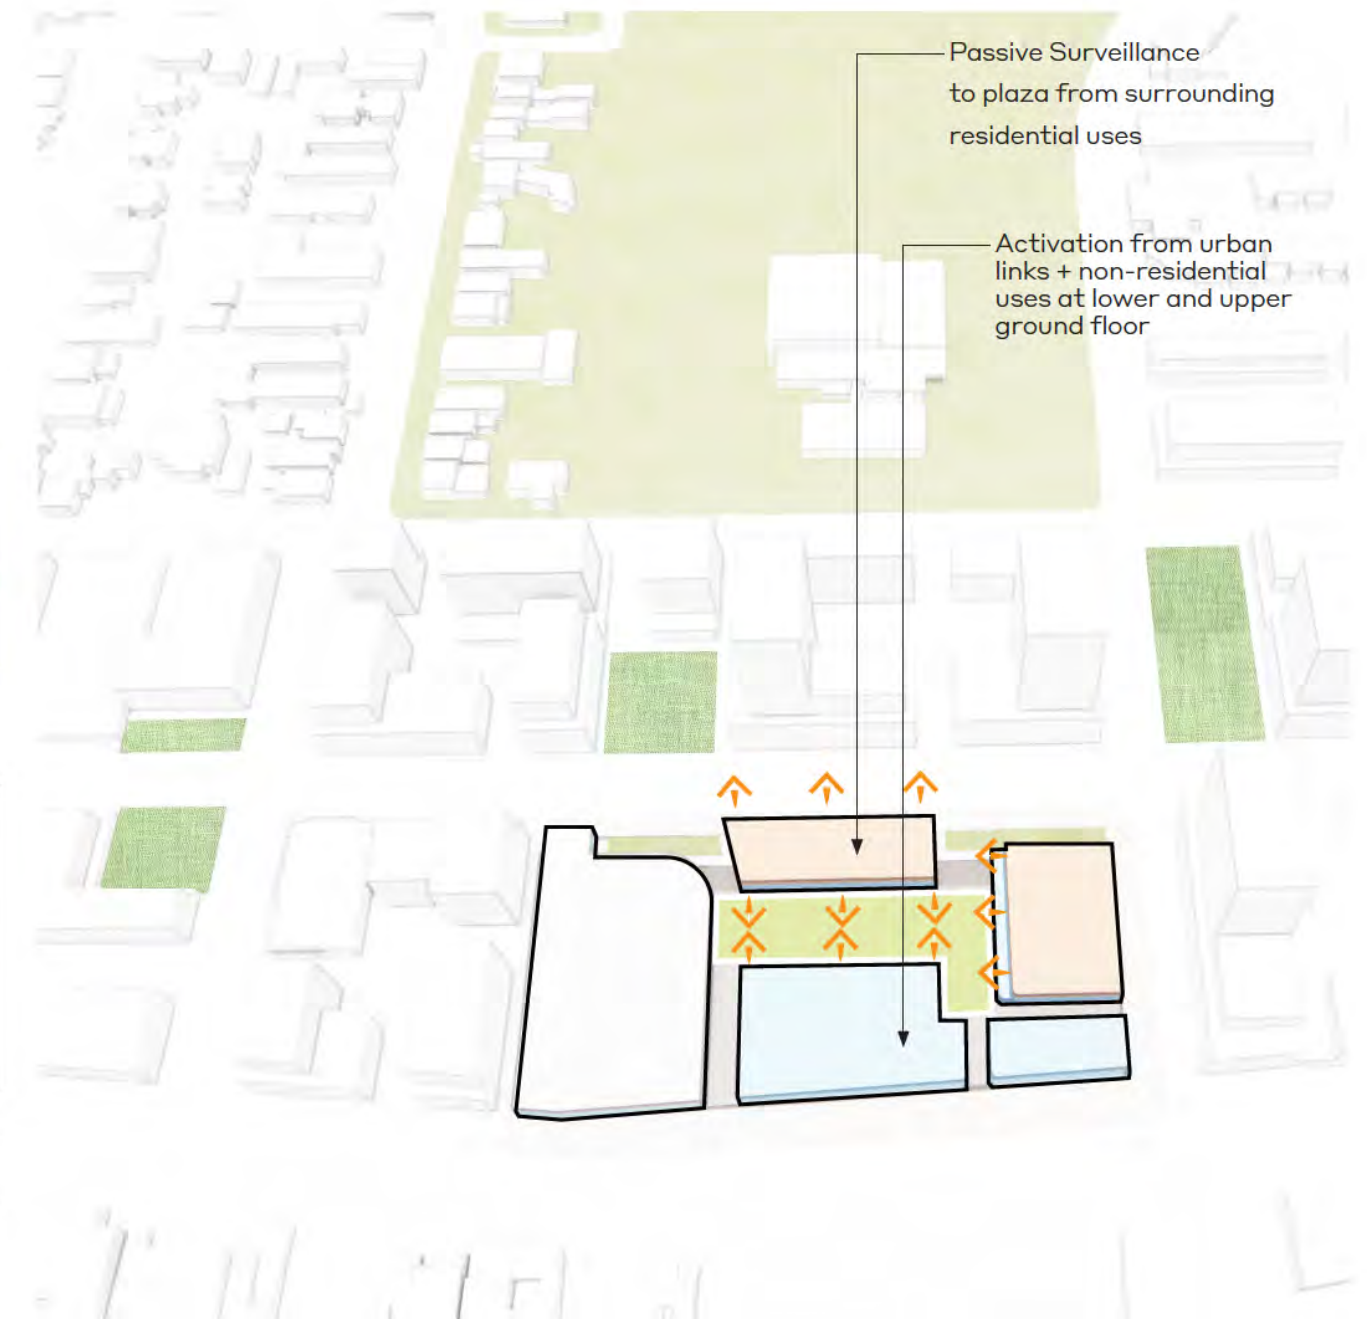 Passive Surveillance
to plaza from surrounding
residential uses
Activation from urban
links + non-residential
uses at lower and upper
ground floor